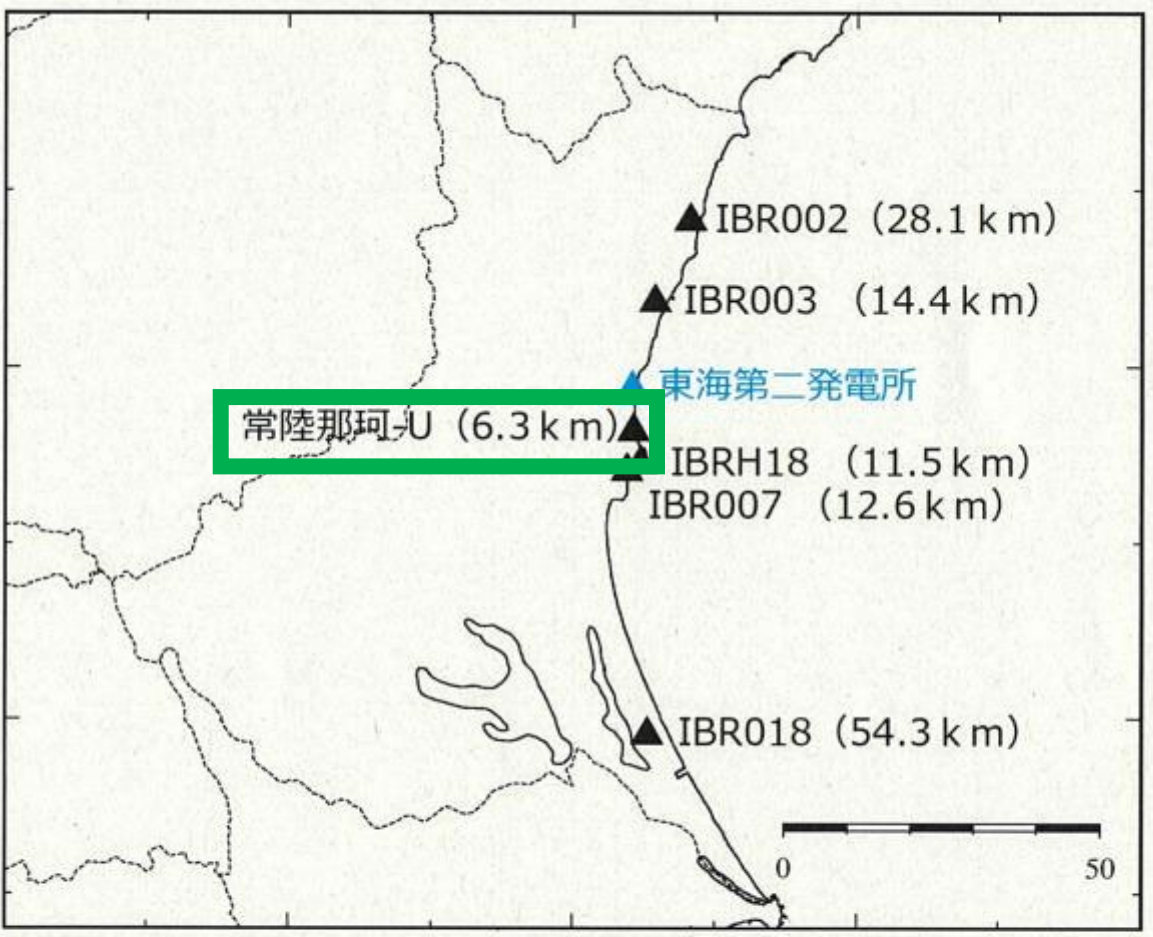 IBR002（28.1ｋｍ）
IBR003 （14.4ｋｍ）
東海第二発電所
常陸那珂-U（6.3ｋｍ）
IBRH18 （11.5ｋｍ）
IBR007 （12.6ｋｍ）
IBR018（54.3ｋｍ）
0 50